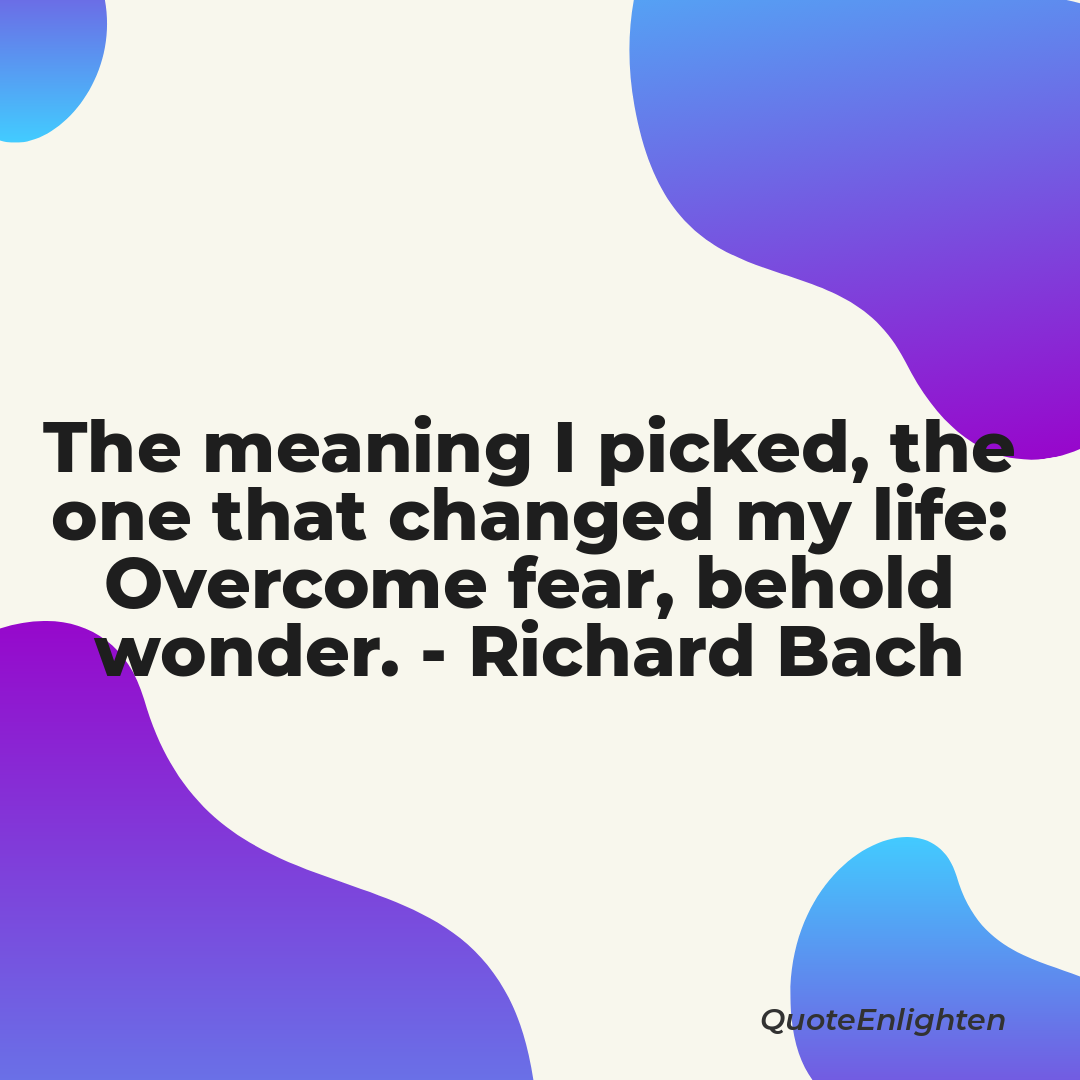 The meaning I picked, the
one that changed my life:
Overcome fear, behold
wonder. - Richard Bach
QuoteEnlighten